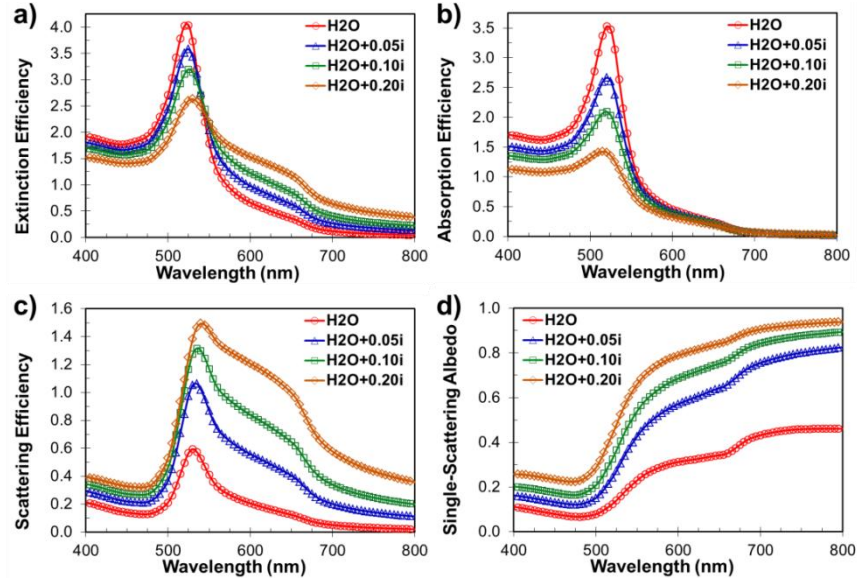 a)
Extinction Efficiency
4.0
3.5
3.0
2.5
2.0
1.5
1.0
0.5
0.0
H2O
H2O+0.05i
H2O+0.10i
H2O+0.20i
400 500 600 700 800
Wavelength (nm)
b)
Absorption Efficiency
3.5
3.0
2.5
2.0
1.5
1.0
0.5
0.0
H2O
H2O+0.05i
H2O+0.10i
H2O+0.20i
400 500 600 700 800
Wavelength (nm)
c)
Scattering Efficiency
1.6
1.4
1.2
1.0
0.8
0.6
0.4
0.2
0.0
H2O
H2O+0.05i
H2O+0.10i
H2O+0.20i
400 500 600 700 800
Wavelength (nm)
d)
Single-Scattering Albedo
1.0
0.8
0.6
0.4
0.2
0.0
H2O
H2O+0.05i
H2O+0.10i
H2O+0.20i
400 500 600 700 800
Wavelength (nm)